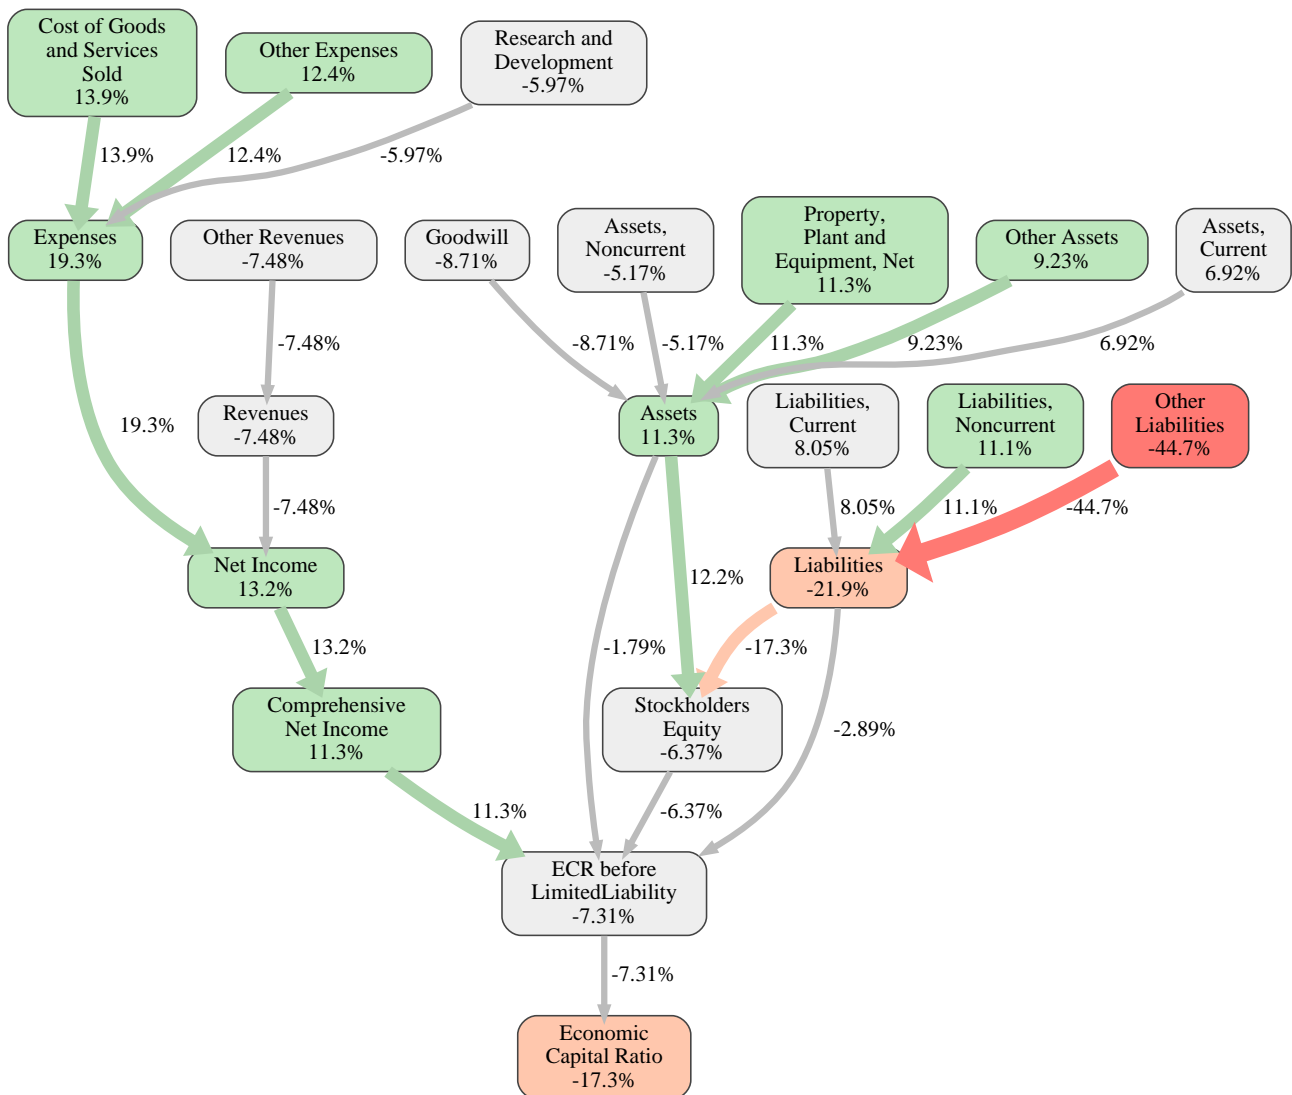 Cost of Goods
and Services
Sold
13.9%
Other Expenses
12.4%
Research and
Development
-5.97%
13.9%
12.4%
-5.97%
Expenses
19.3%
Other Revenues
-7.48%
Goodwill
-8.71%
Assets,
Noncurrent
-5.17%
Property,
Plant and
Equipment, Net
11.3%
Other Assets
9.23%
Assets,
Current
6.92%
-7.48%
-8.71%
-5.17%
11.3%
9.23%
6.92%
19.3%
Revenues
-7.48%
Assets
11.3%
Liabilities,
Current
8.05%
Liabilities,
Noncurrent
11.1%
Other
Liabilities
-44.7%
-7.48%
8.05%
11.1%
-44.7%
Net Income
13.2%
12.2%
Liabilities
-21.9%
13.2%
-1.79%
-17.3%
Comprehensive
Net Income
11.3%
Stockholders
Equity
-6.37%
-2.89%
11.3%
-6.37%
ECR before
LimitedLiability
-7.31%
-7.31%
Economic
Capital Ratio
-17.3%